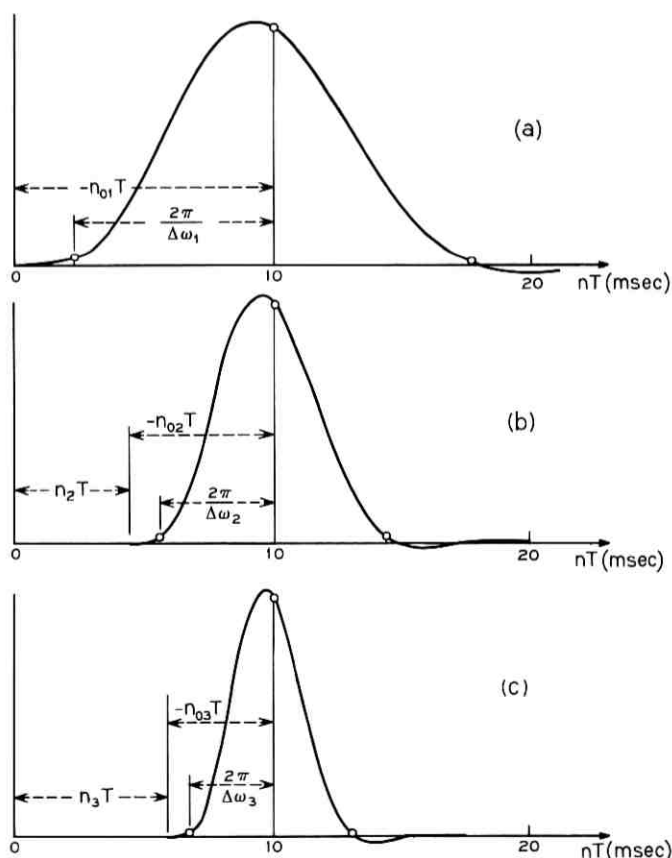 (a)
-n₀₁T
2π
Δω₁
0 10 20
nT(msec)
(b)
-n₀₂T
n₂T
2π
Δω₂
0 10 20
nT(msec)
(c)
-n₀₃T
n₃T
2π
Δω₃
0 10 20
nT(msec)